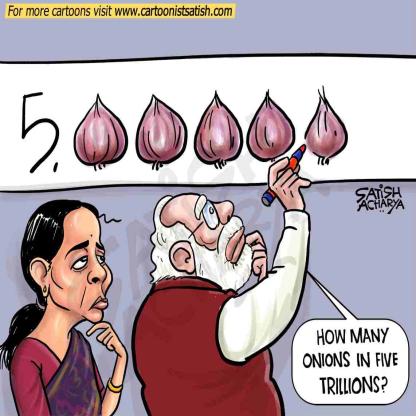 For more cartoons visit www.cartoonistsatish.com
5.
SATISH
ACHARYA
HOW MANY
ONIONS IN FIVE
TRILLIONS?